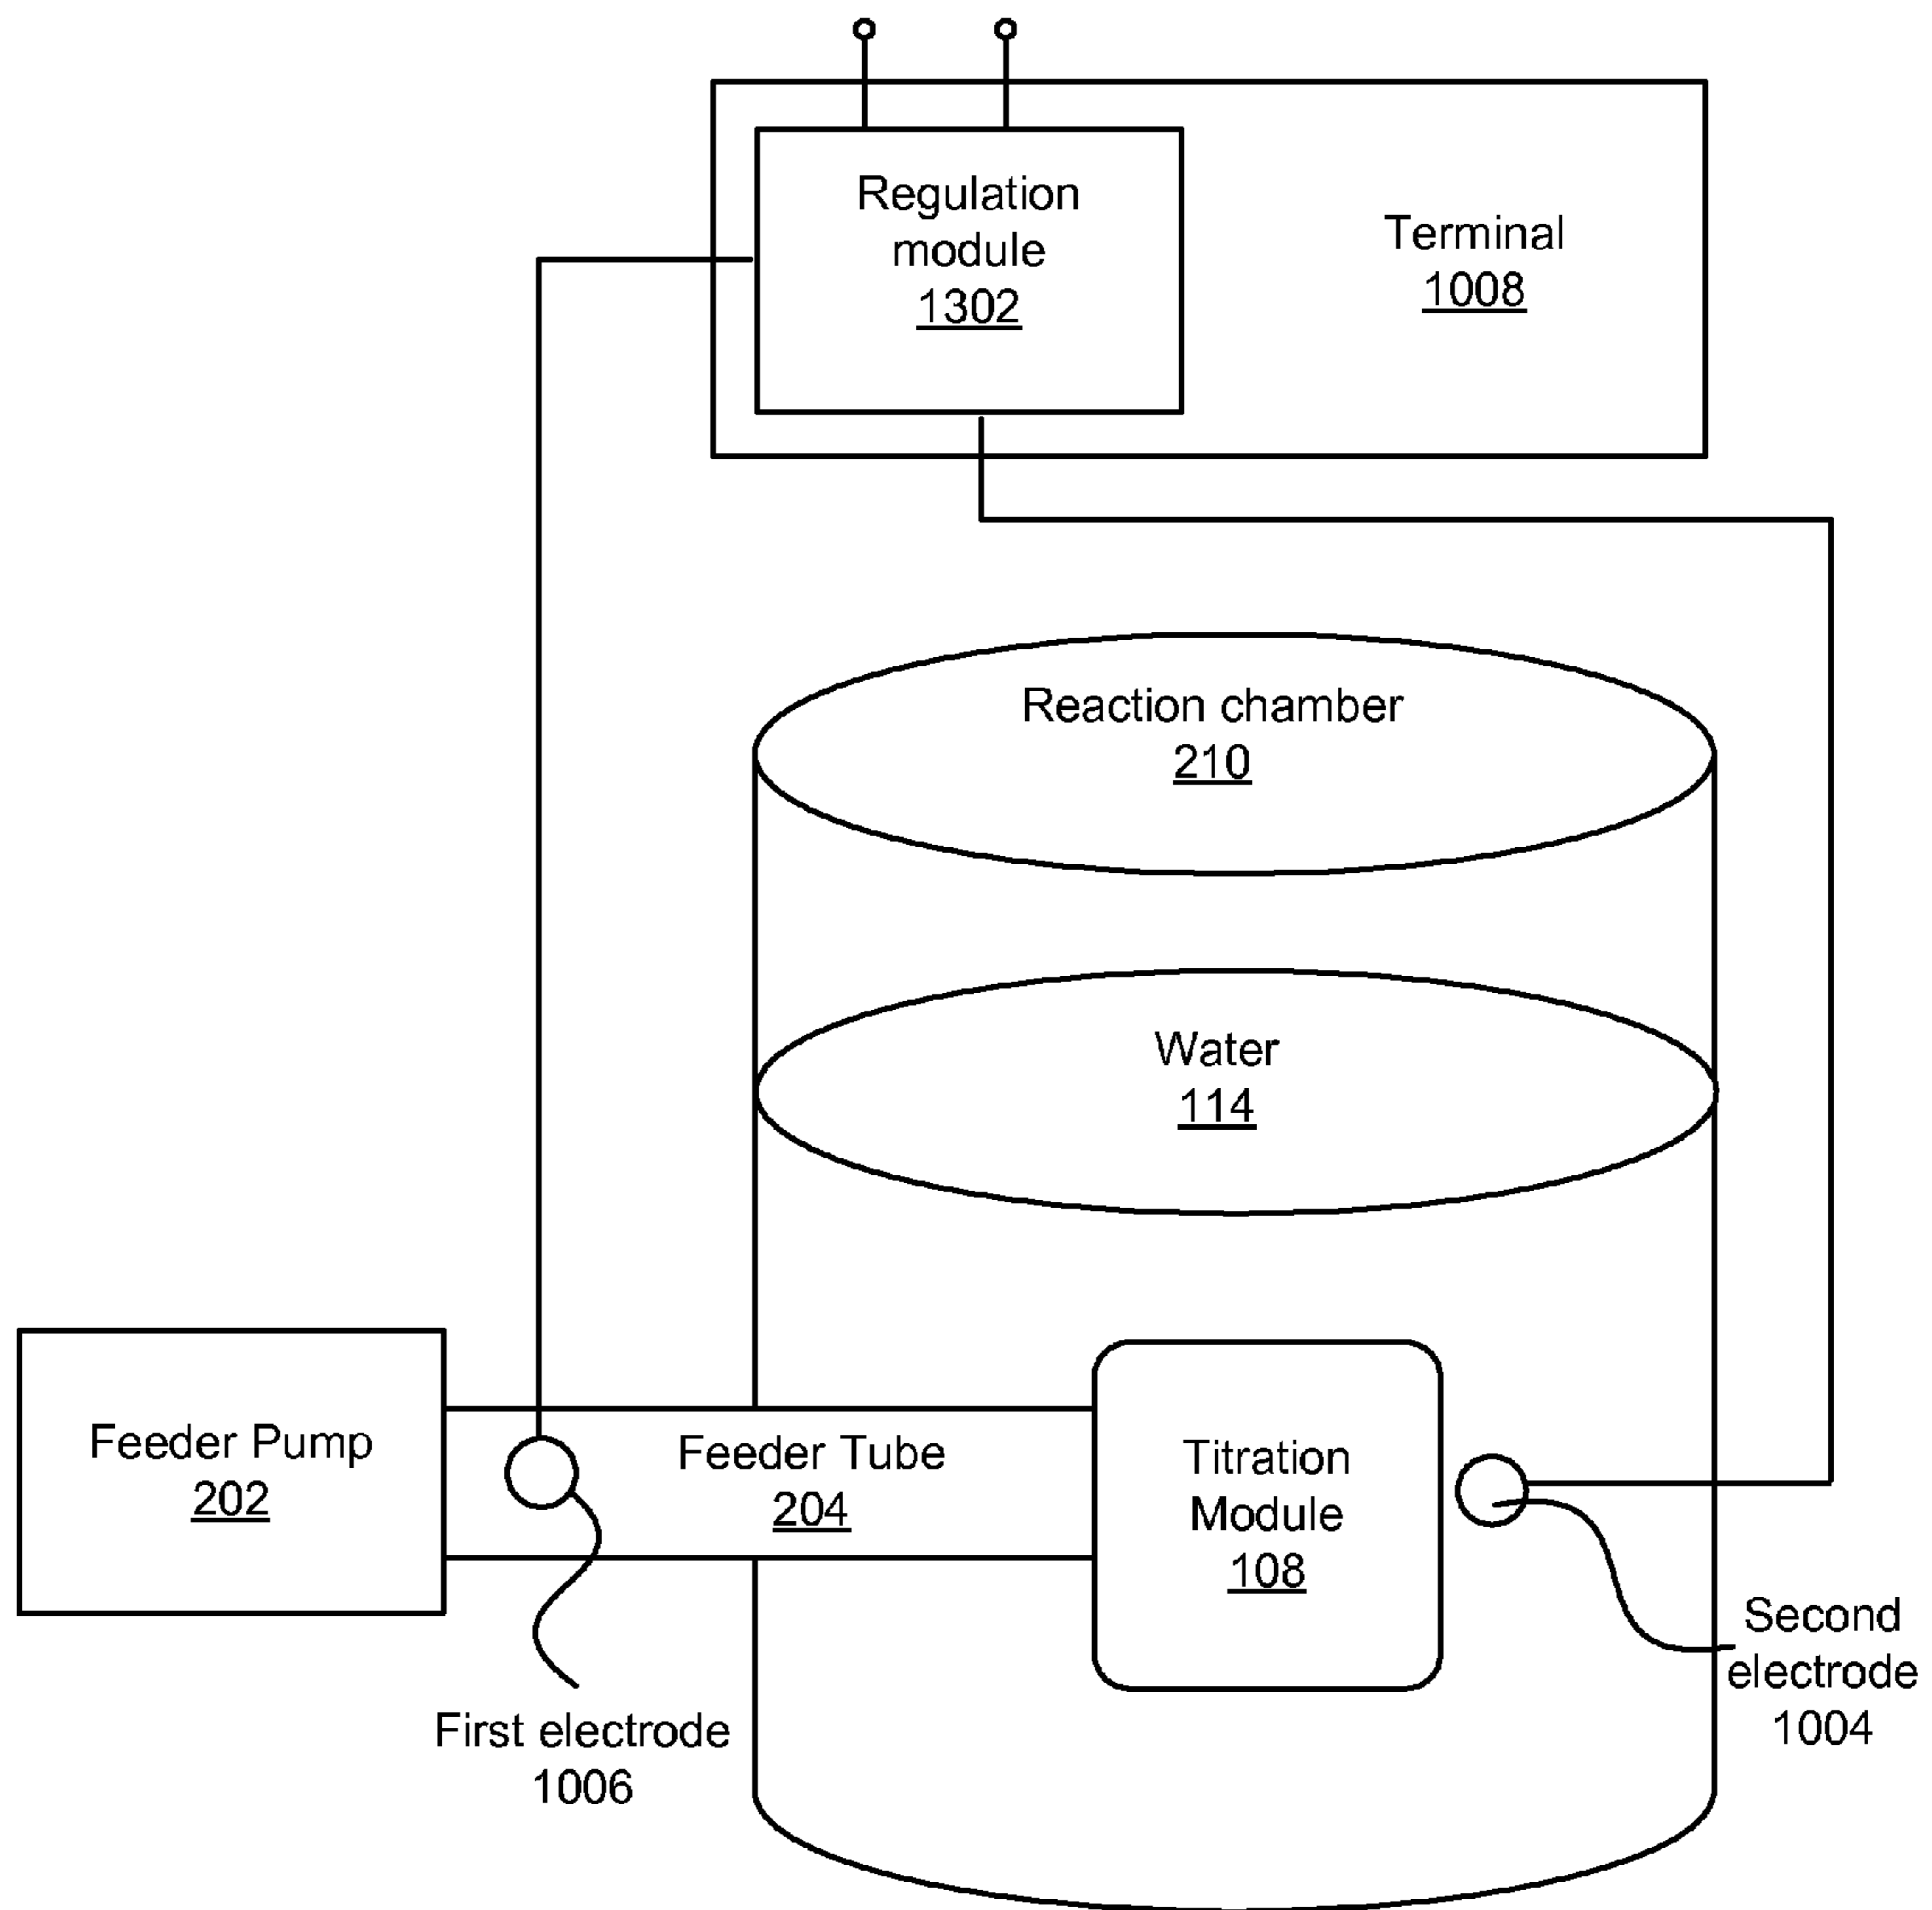 Regulation
module
1302
Terminal
1008
Reaction chamber
210
Water
114
Feeder Pump
202
Feeder Tube
204
Titration
Module
108
Second
electrode
1004
First electrode
1006